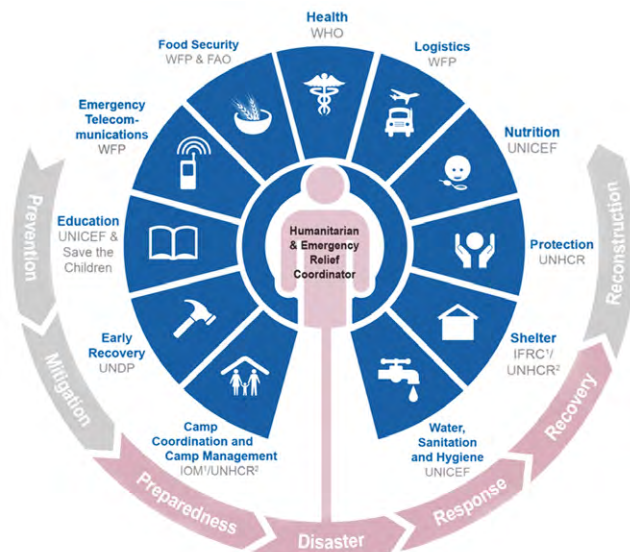 Health
WHO
Logistics
WFP
Nutrition
UNICEF
Protection
UNHCR
Shelter
IFRC¹/
UNHCR²
Water,
Sanitation
and Hygiene
UNICEF
Camp
Coordination and
Camp Management
IOM¹/UNHCR²
Early
Recovery
UNDP
Education
UNICEF &
Save the
Children
Emergency
Telecom-
munications
WFP
Food Security
WFP & FAO
Humanitarian
& Emergency
Relief
Coordinator
Prevention
Mitigation
Preparedness
Disaster
Response
Recovery
Reconstruction